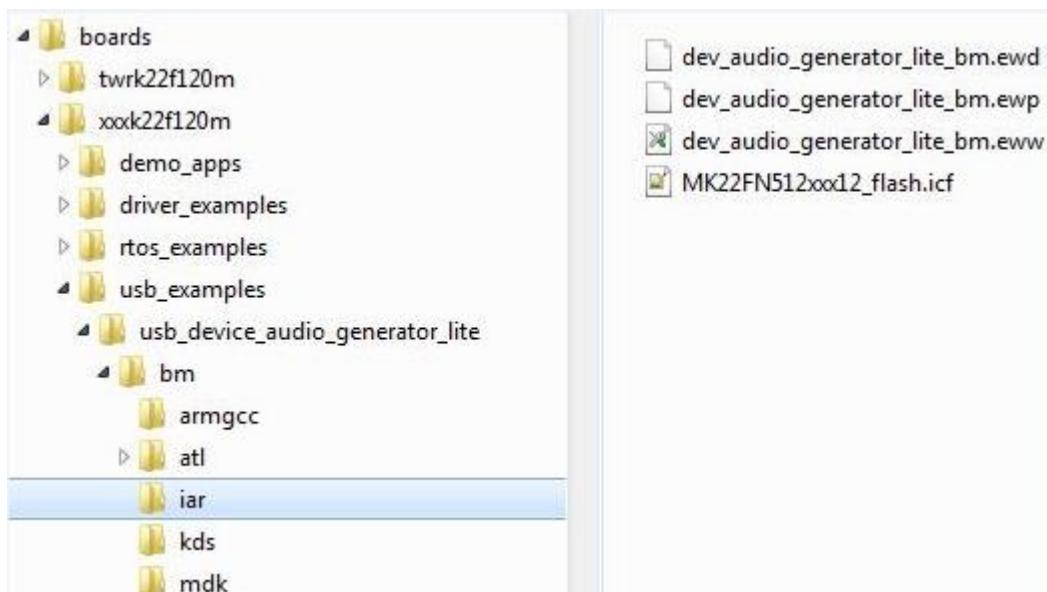 boards
twrk22f120m
xxxk22f120m
demo_apps
driver_examples
rtos_examples
usb_examples
usb_device_audio_generator_lite
bm
armgcc
atl
iar
kds
mdk
dev_audio_generator_lite_bm.ewd
dev_audio_generator_lite_bm.ewp
dev_audio_generator_lite_bm.eww
MK22FN512xxx12_flash.icf